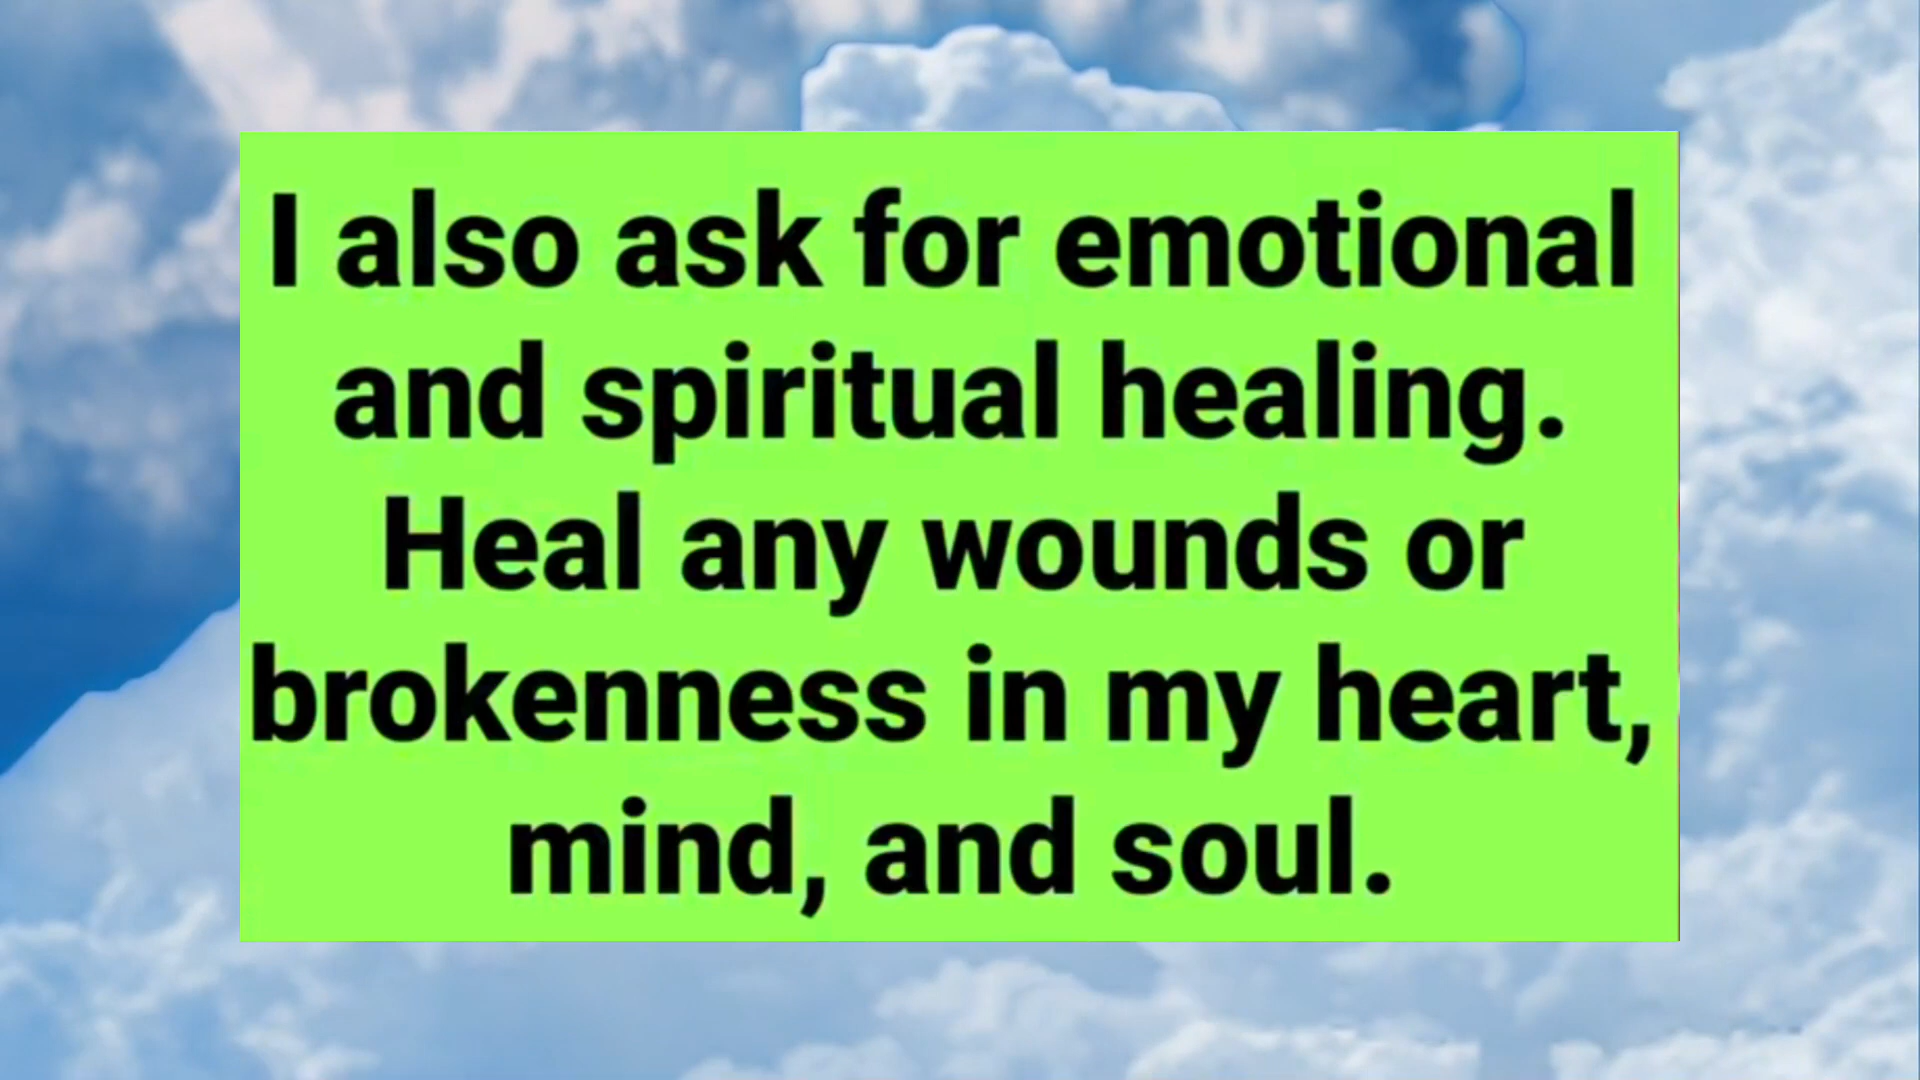 I also ask for emotional
and spiritual healing.
Heal any wounds or
brokenness in my heart,
mind, and soul.